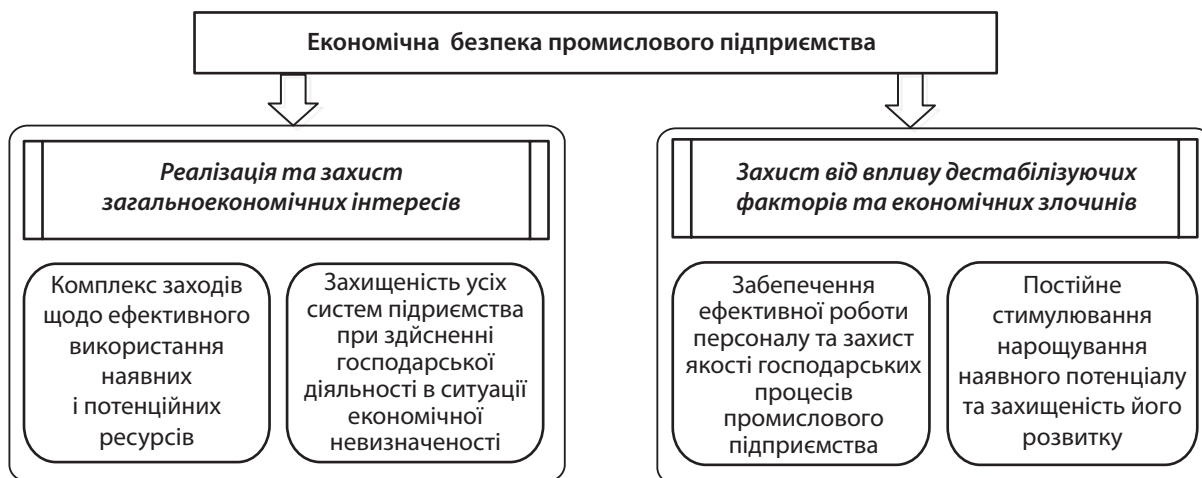 Економічна безпека промислового підприємства
Реалізація та захист
загальноекономічних інтересів
Комплекс заходів
щодо ефективного
використання
наявних
і потенційних
ресурсів
Захищеність усіх
систем підприємства
при здійсненні
господарської
діяльності в ситуації
економічної
невизначеності
Захист від впливу дестабілізуючих
факторів та економічних злочинів
Забепечення
ефективної роботи
персоналу та захист
якості господарських
процесів
промислового
підприємства
Постійне
стимулювання
нарощування
наявного потенціалу
та захищеність його
розвитку